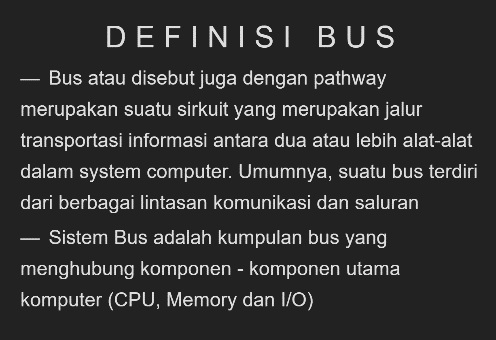 DEFINISI BUS
— Bus atau disebut juga dengan pathway
merupakan suatu sirkuit yang merupakan jalur
transportasi informasi antara dua atau lebih alat-alat
dalam system computer. Umumnya, suatu bus terdiri
dari berbagai lintasan komunikasi dan saluran
— Sistem Bus adalah kumpulan bus yang
menghubung komponen - komponen utama
komputer (CPU, Memory dan I/O)